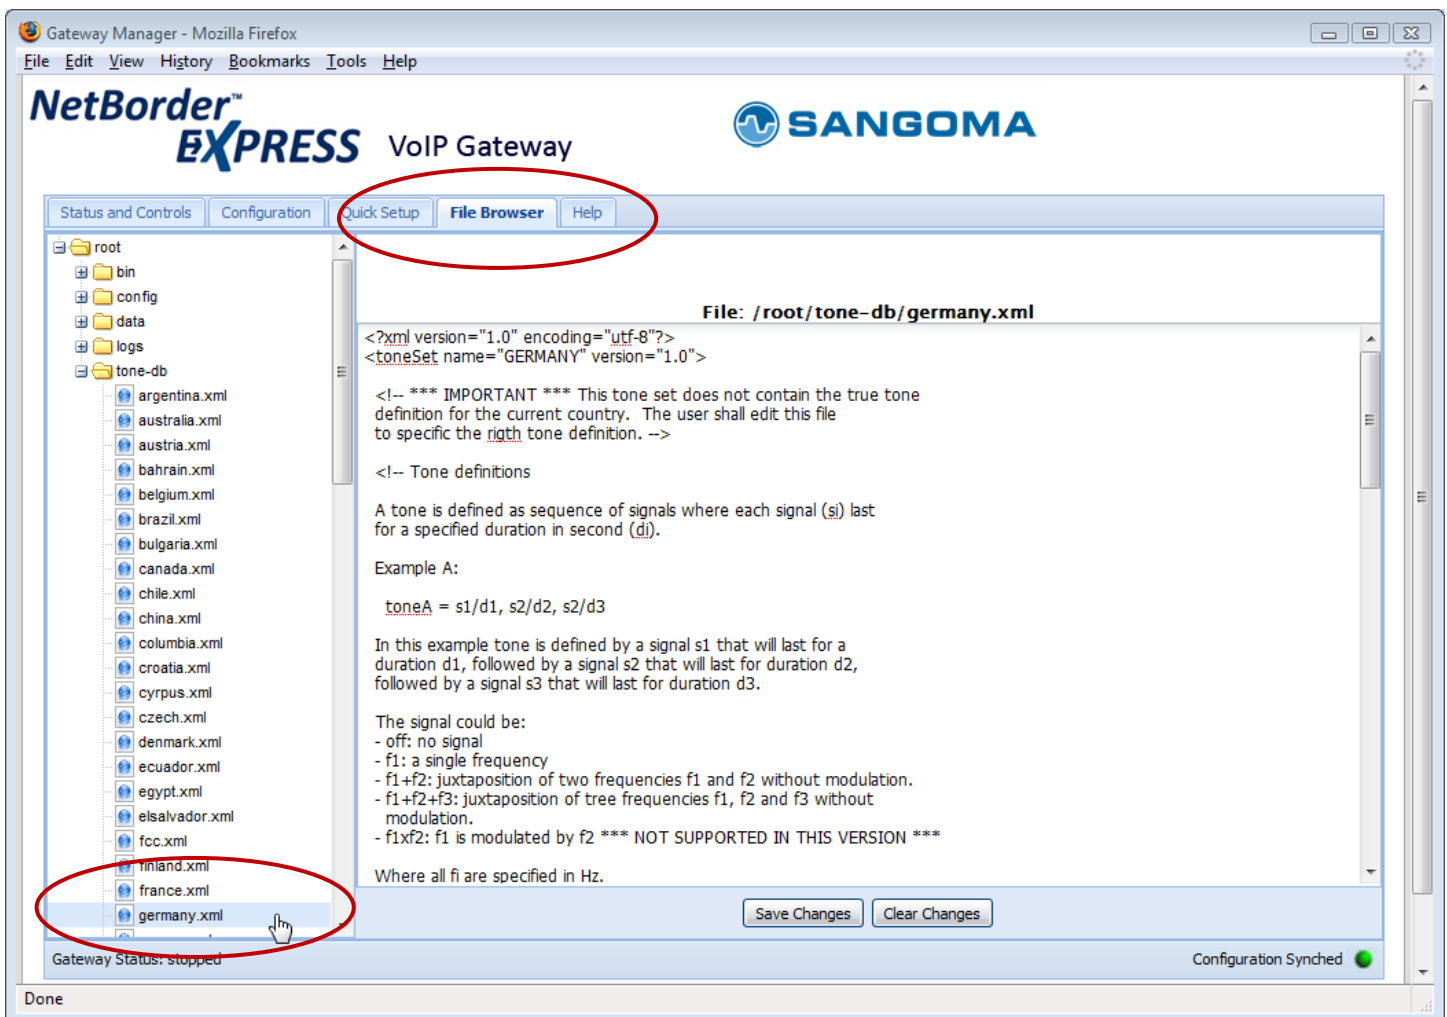 Gateway Manager - Mozilla Firefox
File Edit View History Bookmarks Tools Help
NetBorder™
EXPRESS VoIP Gateway
SANGOMA
Status and Controls Configuration Quick Setup File Browser Help
root
bin
config
data
logs
tone-db
argentina.xml
australia.xml
austria.xml
bahrain.xml
belgium.xml
brazil.xml
bulgaria.xml
canada.xml
chile.xml
china.xml
columbia.xml
croatia.xml
cyrpus.xml
czech.xml
denmark.xml
ecuador.xml
egypt.xml
elsalvador.xml
fcc.xml
finland.xml
france.xml
germany.xml
File: /root/tone-db/germany.xml
<?xml version="1.0" encoding="utf-8"?>
<toneSet name="GERMANY" version="1.0">
<!-- *** IMPORTANT *** This tone set does not contain the true tone
definition for the current country. The user shall edit this file
to specific the rigth tone definition. -->
<!-- Tone definitions
A tone is defined as sequence of signals where each signal (si) last
for a specified duration in second (di).
Example A:
toneA = s1/d1, s2/d2, s2/d3
In this example tone is defined by a signal s1 that will last for a
duration d1, followed by a signal s2 that will last for duration d2,
followed by a signal s3 that will last for duration d3.
The signal could be:
- off: no signal
- f1: a single frequency
- f1+f2: juxtaposition of two frequencies f1 and f2 without modulation.
- f1+f2+f3: juxtaposition of tree frequencies f1, f2 and f3 without
modulation.
- f1xf2: f1 is modulated by f2 *** NOT SUPPORTED IN THIS VERSION ***
Where all fi are specified in Hz.
Save Changes Clear Changes
Gateway Status: stopped
Configuration Synched
Done